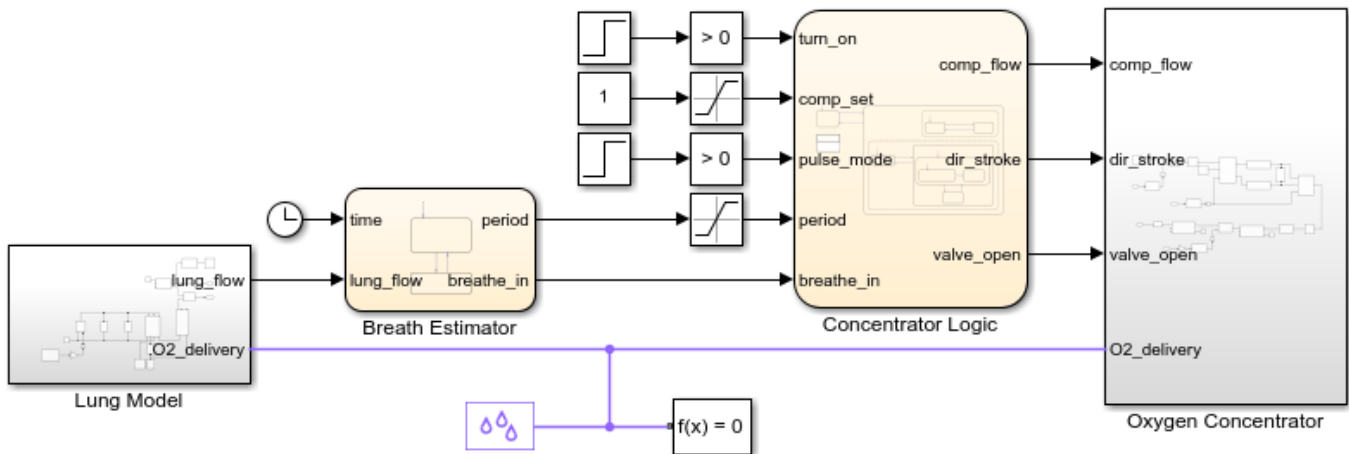 > 0
turn_on
comp_flow
comp_flow
1
comp_set
> 0
pulse_mode
dir_stroke
dir_stroke
time
period
period
lung_flow
lung_flow
breathe_in
breathe_in
valve_open
valve_open
Breath Estimator
Concentrator Logic
O2_delivery
O2_delivery
Lung Model
f(x) = 0
Oxygen Concentrator